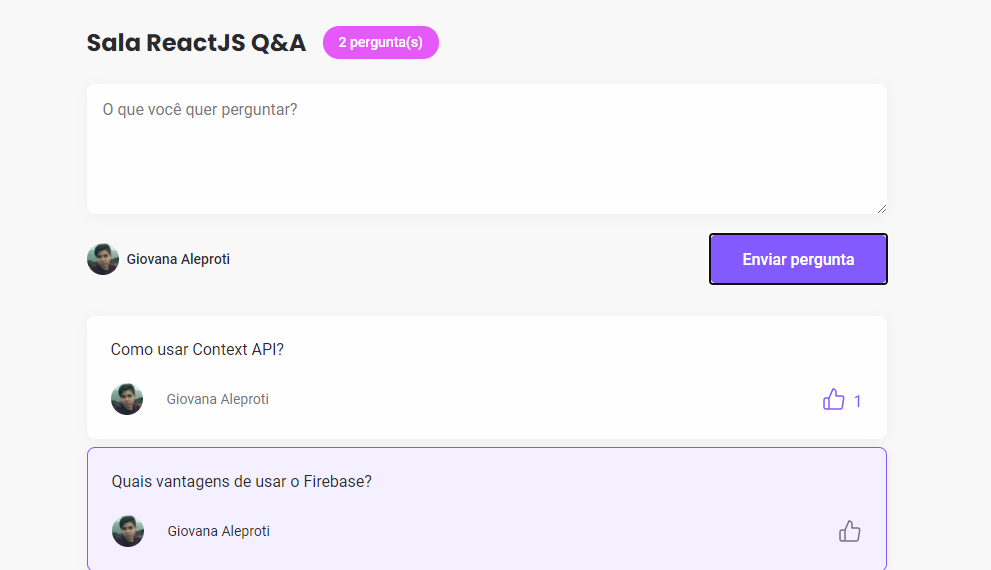 Sala ReactJS Q&A 2 pergunta(s)
O que você quer perguntar?
Giovana Aleproti Enviar pergunta
Como usar Context API?
Giovana Aleproti 1
Quais vantagens de usar o Firebase?
Giovana Aleproti